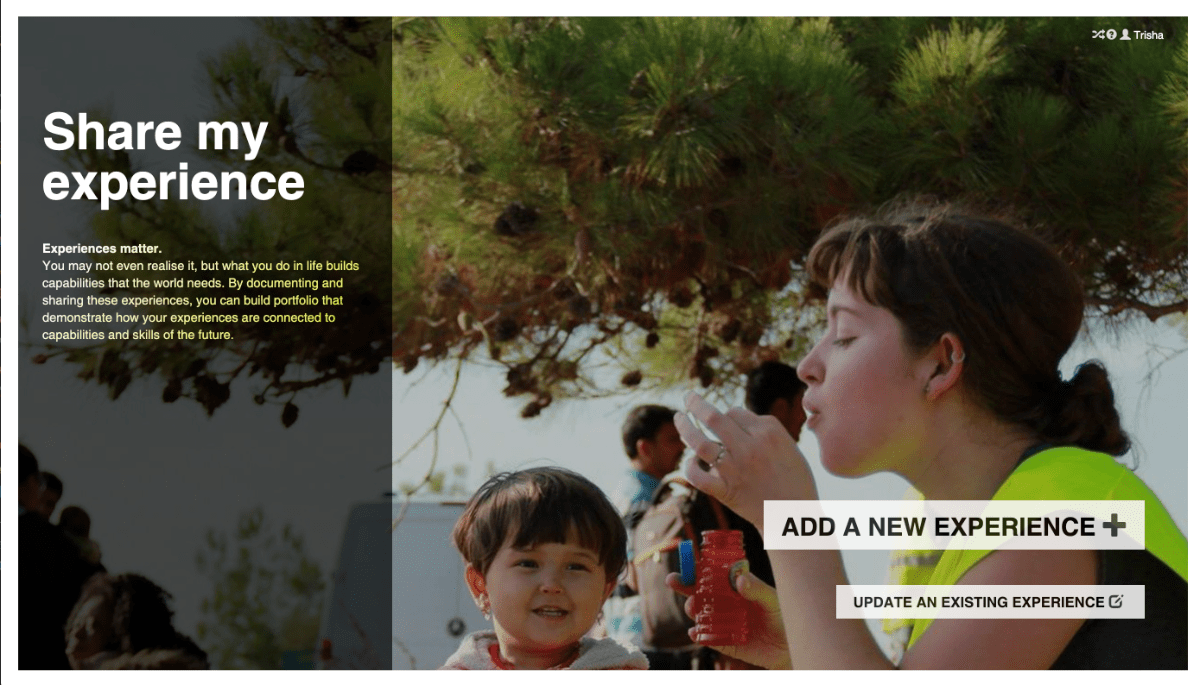 Trisha
Share my
experience
Experiences matter.
You may not even realise it, but what you do in life builds
capabilities that the world needs. By documenting and
sharing these experiences, you can build portfolio that
demonstrate how your experiences are connected to
capabilities and skills of the future.
ADD A NEW EXPERIENCE
UPDATE AN EXISTING EXPERIENCE